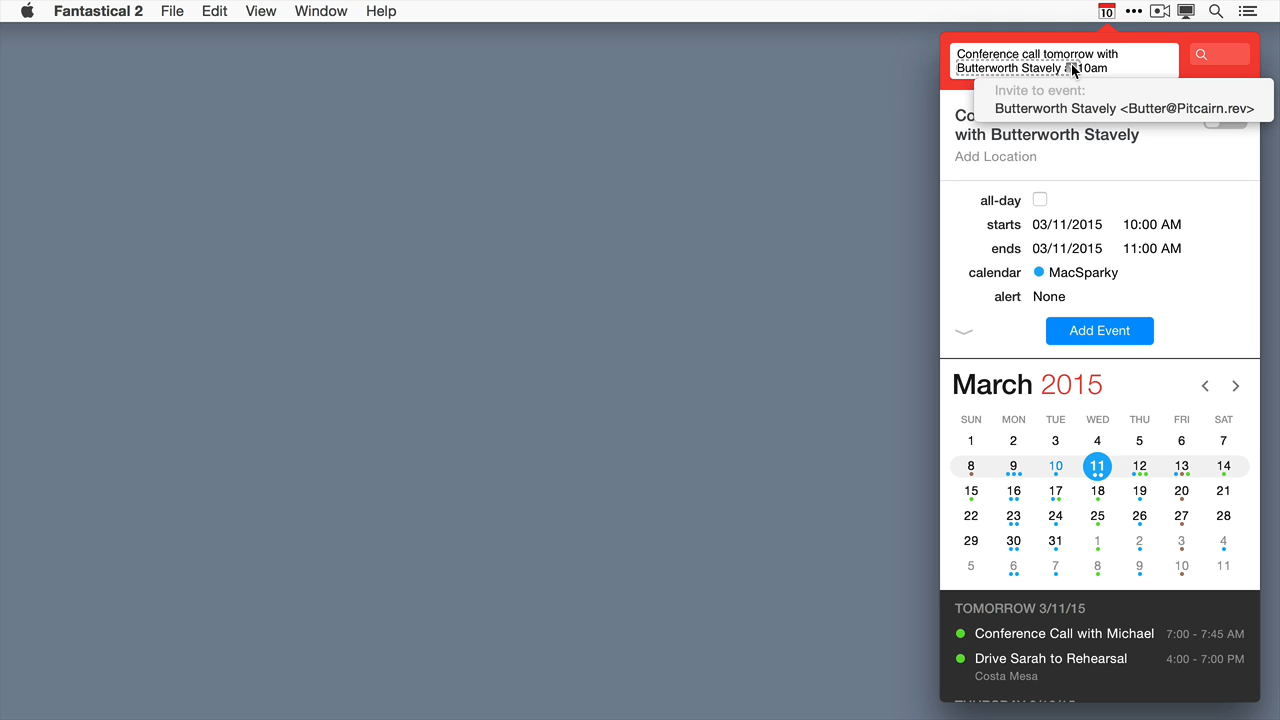 Fantastical 2 File Edit View Window Help
10
Conference call tomorrow with
Butterworth Stavely 10am
Invite to event:
Butterworth Stavely <Butter@Pitcairn.rev>
Co
with Butterworth Stavely
Add Location
all-day
starts 03/11/2015 10:00 AM
ends 03/11/2015 11:00 AM
calendar MacSparky
alert None
Add Event
March 2015
SUN MON TUE WED THU FRI SAT
1 2 3 4 5 6 7
8 9 10 11 12 13 14
15 16 17 18 19 20 21
22 23 24 25 26 27 28
29 30 31 1 2 3 4
5 6 7 8 9 10 11
TOMORROW 3/11/15
Conference Call with Michael 7:00 - 7:45 AM
Drive Sarah to Rehearsal 4:00 - 7:00 PM
Costa Mesa